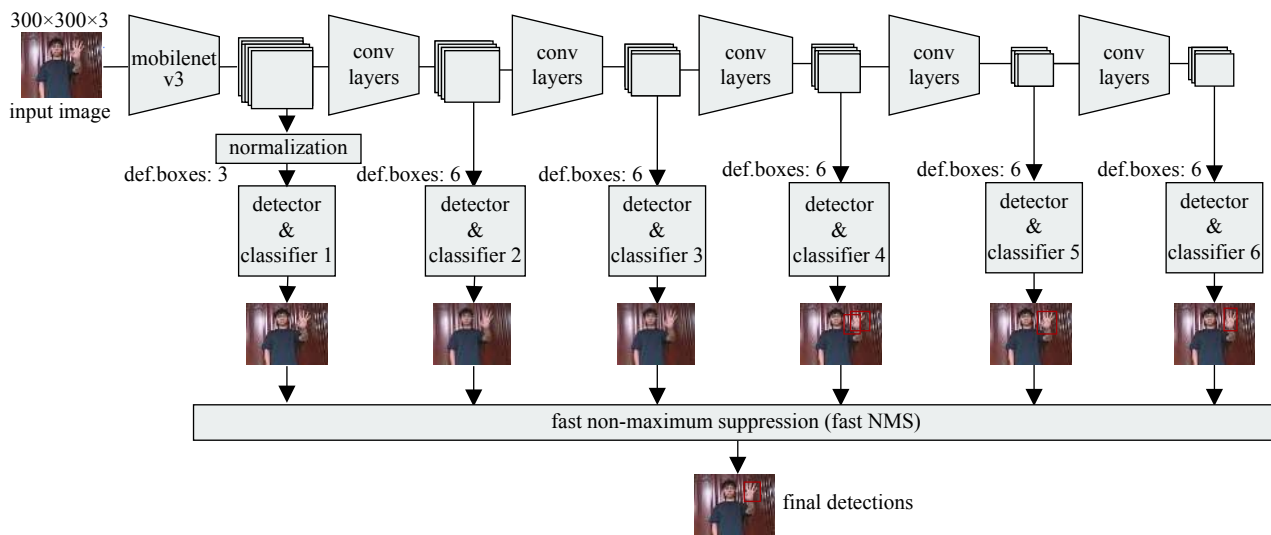 300×300×3
input image
mobilenet
v3
conv
layers
conv
layers
conv
layers
conv
layers
conv
layers
normalization
def.boxes: 3
def.boxes: 6
def.boxes: 6
def.boxes: 6
def.boxes: 6
def.boxes: 6
detector
&
classifier 1
detector
&
classifier 2
detector
&
classifier 3
detector
&
classifier 4
detector
&
classifier 5
detector
&
classifier 6
fast non-maximum suppression (fast NMS)
final detections